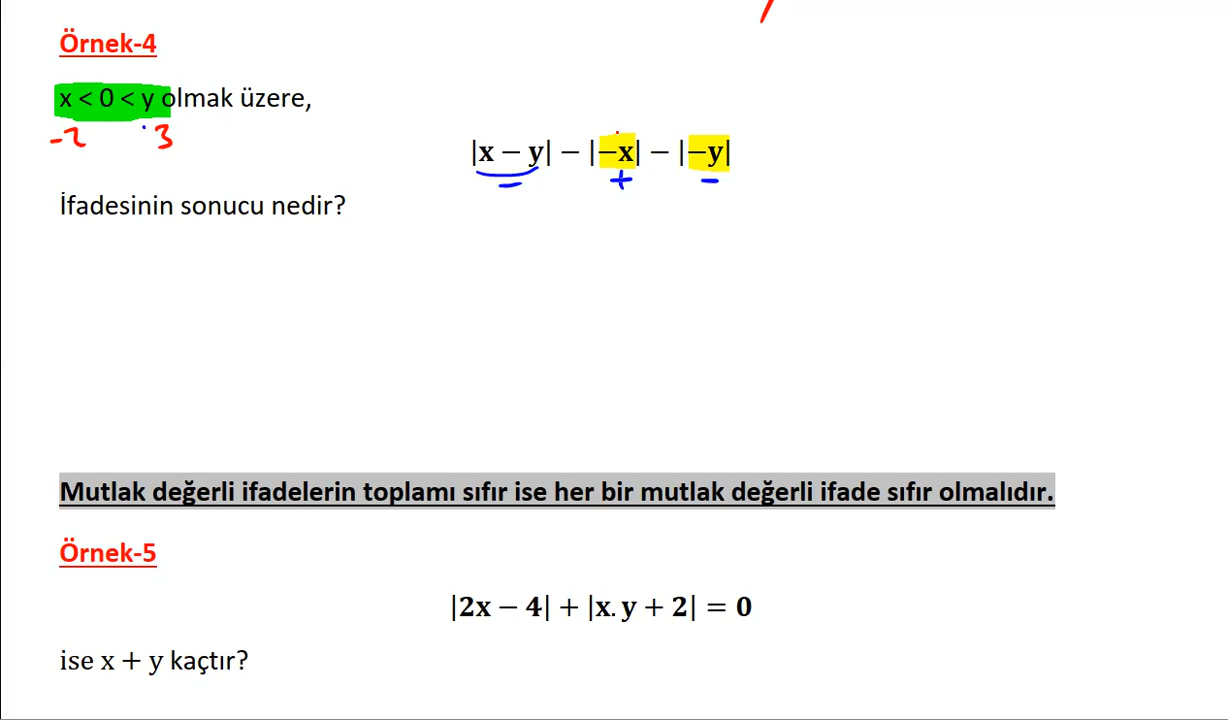 Örnek-4
x < 0 < y olmak üzere,
-2 3
|x − y| − |−x| − |−y|
− + −
İfadesinin sonucu nedir?
Mutlak değerli ifadelerin toplamı sıfır ise her bir mutlak değerli ifade sıfır olmalıdır.
Örnek-5
|2x − 4| + |x. y + 2| = 0
ise x + y kaçtır?